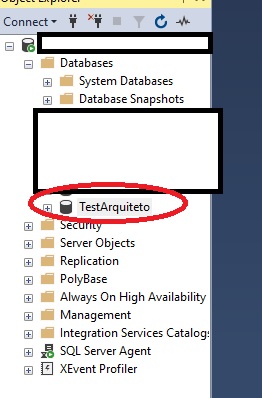 Object Explorer
Connect
Databases
System Databases
Database Snapshots
TestArquiteto
Security
Server Objects
Replication
PolyBase
Always On High Availability
Management
Integration Services Catalogs
SQL Server Agent
XEvent Profiler